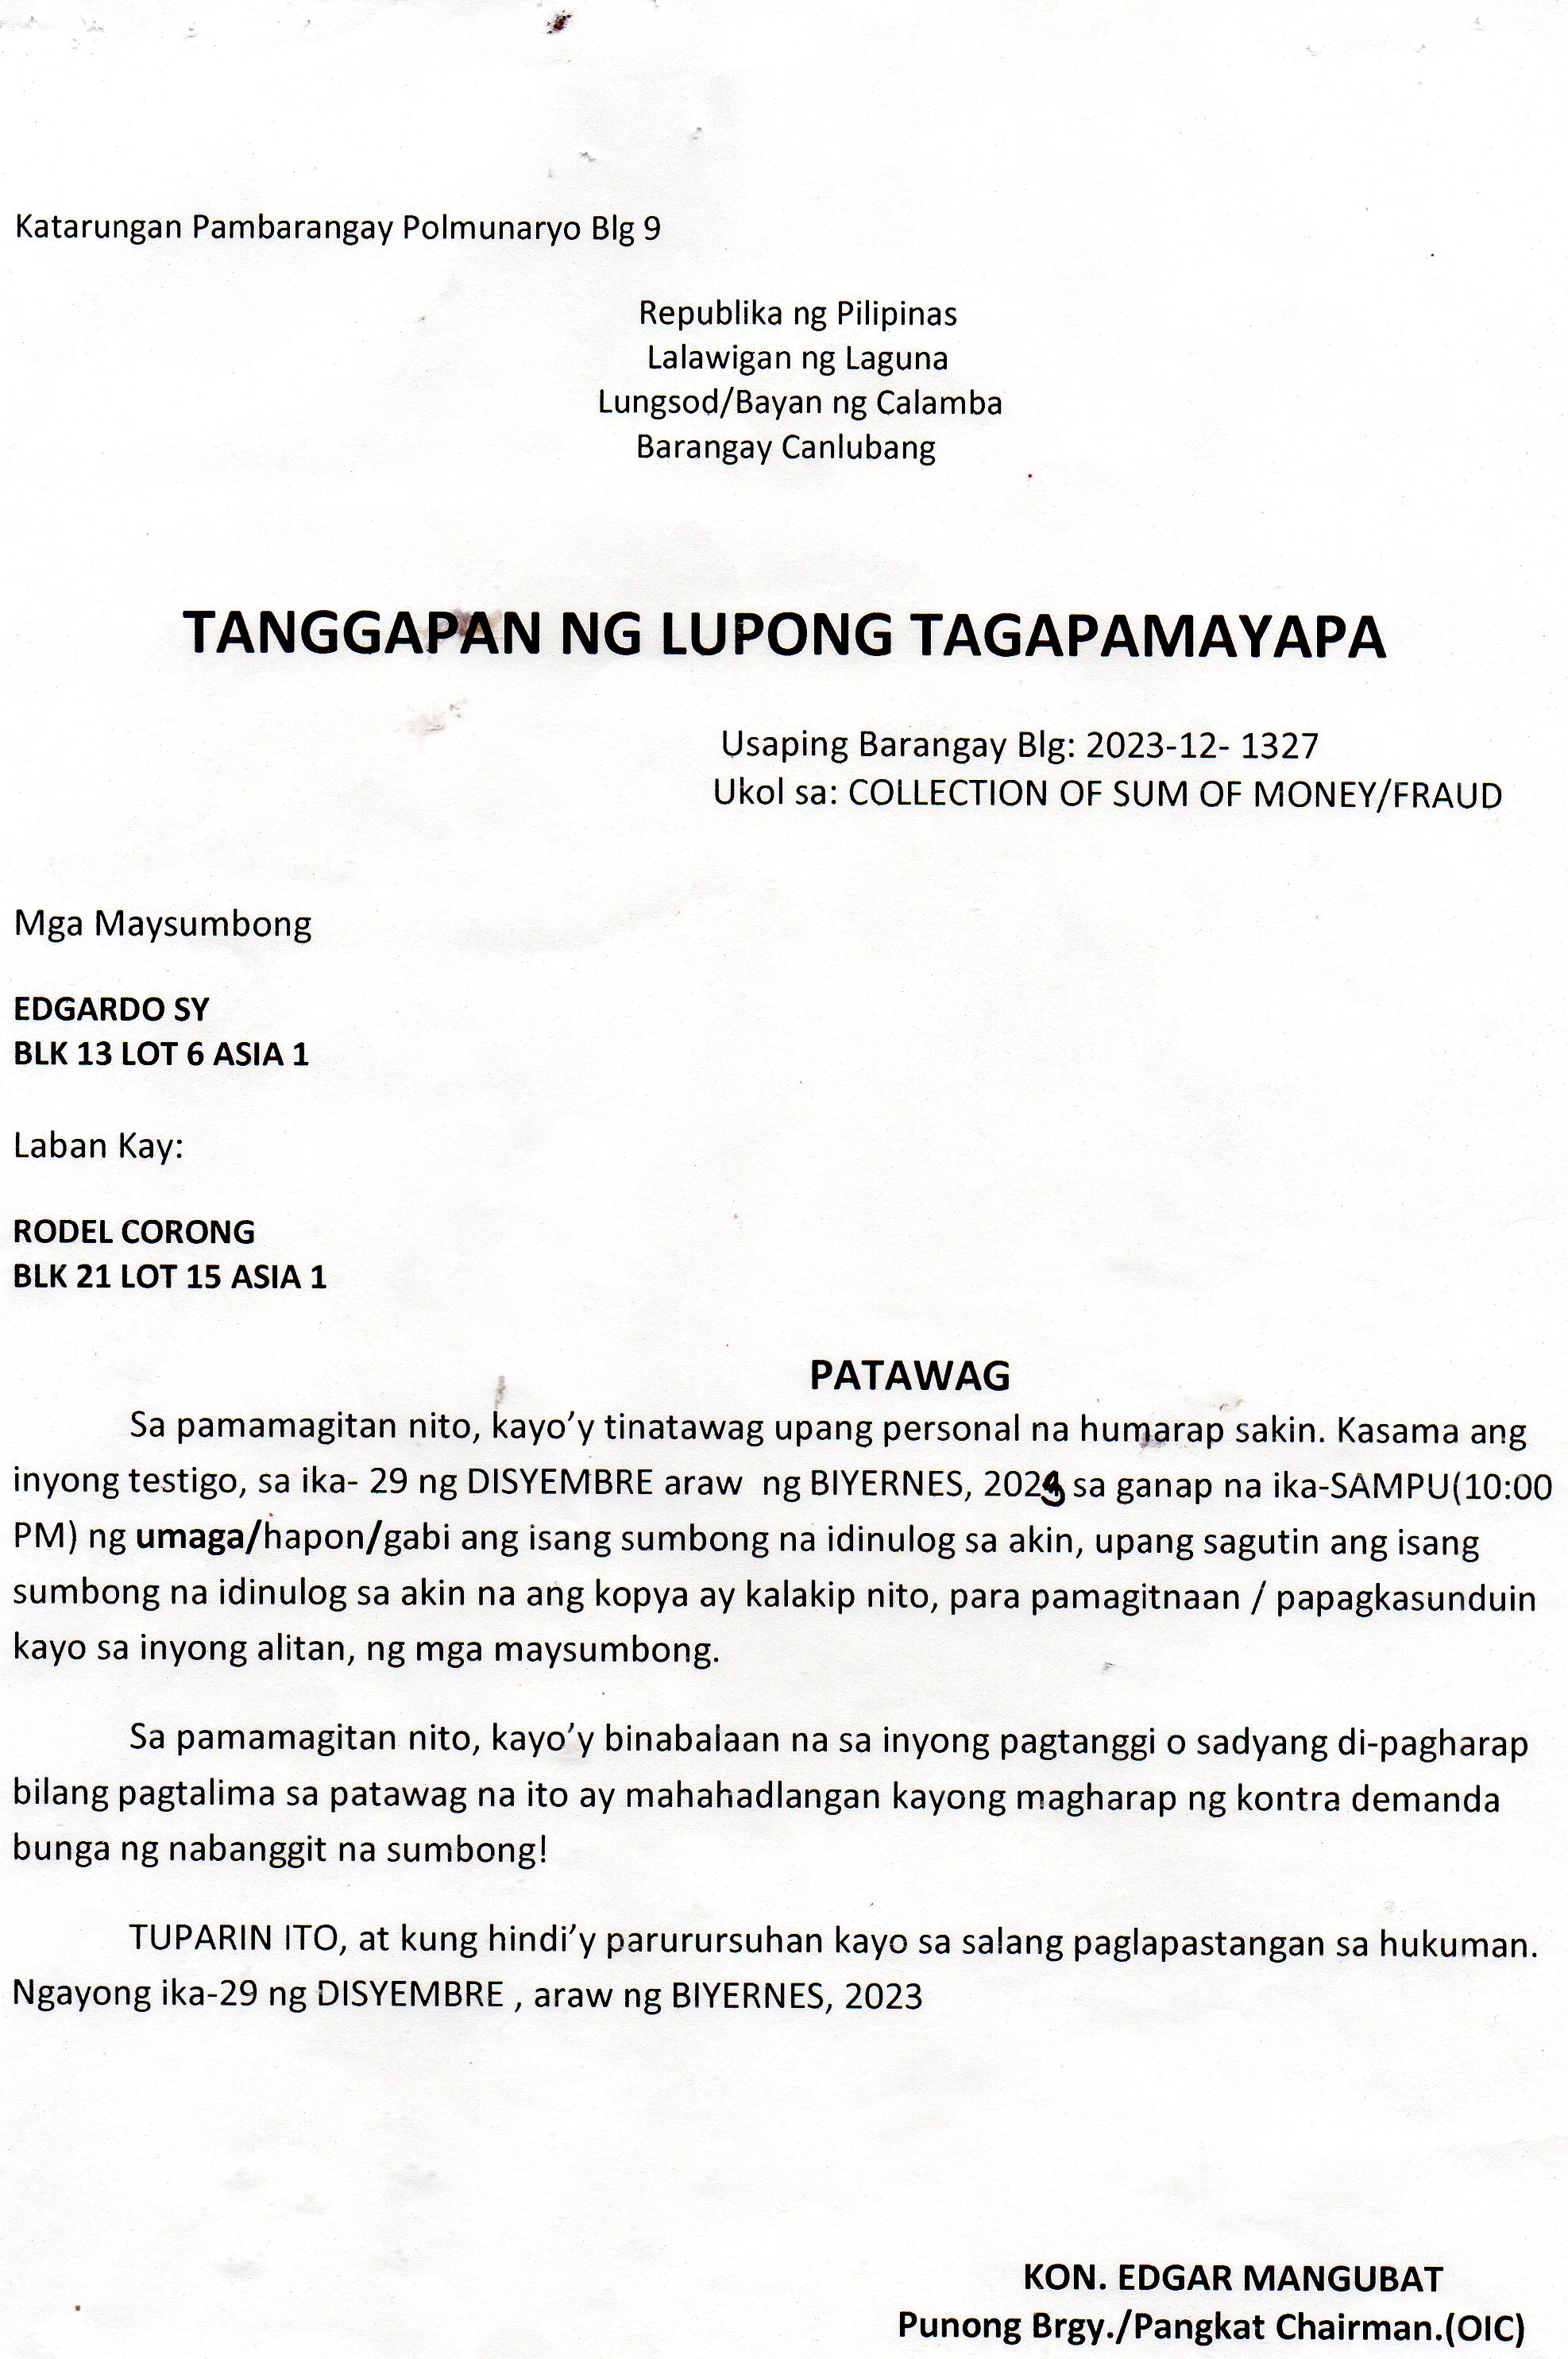 Katarungan Pambarangay Polmunaryo Blg 9
Republika ng Pilipinas
Lalawigan ng Laguna
Lungsod/Bayan ng Calamba
Barangay Canlubang
TANGGAPAN NG LUPONG TAGAPAMAYAPA
Usaping Barangay Blg: 2023-12- 1327
Ukol sa: COLLECTION OF SUM OF MONEY/FRAUD
Mga Maysumbong
EDGARDO SY
BLK 13 LOT 6 ASIA 1
Laban Kay:
RODEL CORONG
BLK 21 LOT 15 ASIA 1
PATAWAG
Sa pamamagitan nito, kayo’y tinatawag upang personal na humarap sakin. Kasama ang
inyong testigo, sa ika- 29 ng DISYEMBRE araw  ng BIYERNES, 2023 sa ganap na ika-SAMPU(10:00
PM) ng umaga/hapon/gabi ang isang sumbong na idinulog sa akin, upang sagutin ang isang
sumbong na idinulog sa akin na ang kopya ay kalakip nito, para pamagitnaan / papagkasunduin
kayo sa inyong alitan, ng mga maysumbong.
Sa pamamagitan nito, kayo’y binabalaan na sa inyong pagtanggi o sadyang di-pagharap
bilang pagtalima sa patawag na ito ay mahahadlangan kayong magharap ng kontra demanda
bunga ng nabanggit na sumbong!
TUPARIN ITO, at kung hindi’y parurursuhan kayo sa salang paglapastangan sa hukuman.
Ngayong ika-29 ng DISYEMBRE , araw ng BIYERNES, 2023
KON. EDGAR MANGUBAT
Punong Brgy./Pangkat Chairman.(OIC)